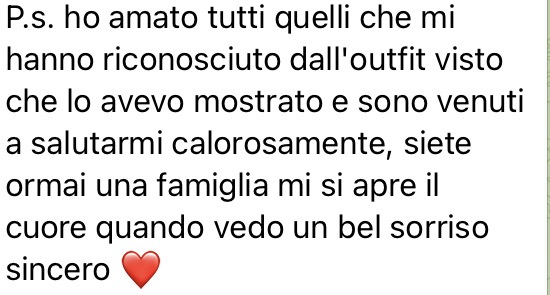 P.s. ho amato tutti quelli che mi
hanno riconosciuto dall'outfit visto
che lo avevo mostrato e sono venuti
a salutarmi calorosamente, siete
ormai una famiglia mi si apre il
cuore quando vedo un bel sorriso
sincero ❤️